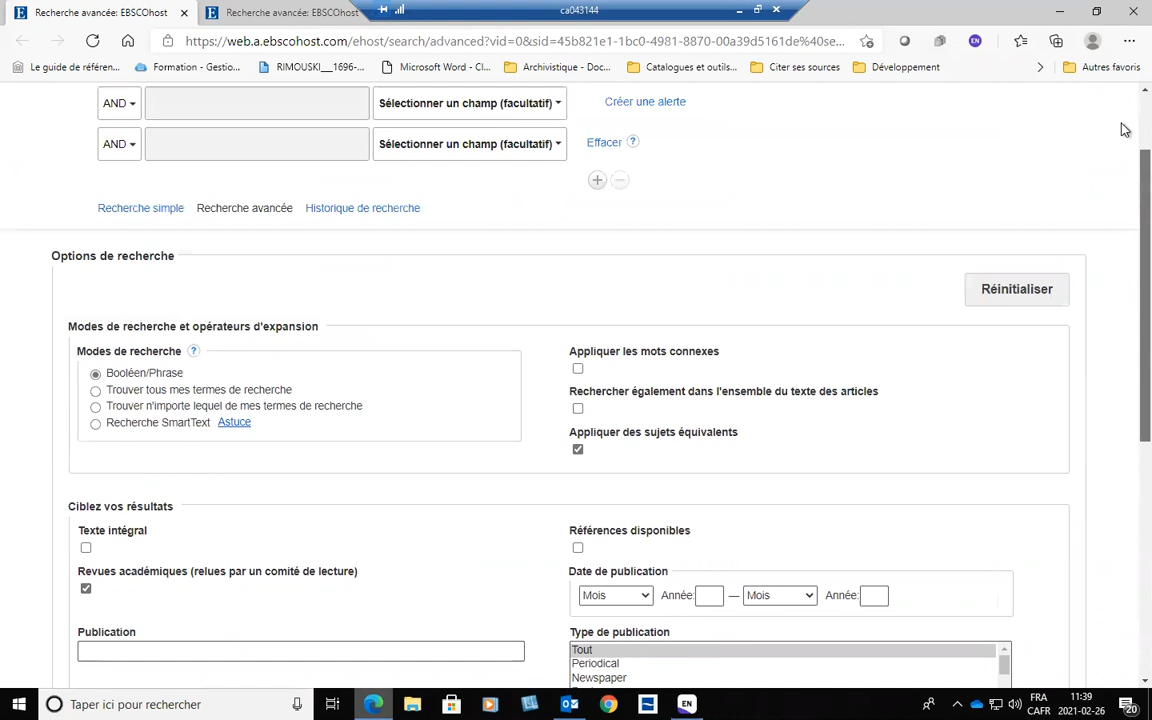 Recherche avancée: EBSCOhost
Recherche avancée: EBSCOhost
ca043144
https://web.a.ebscohost.com/ehost/search/advanced?vid=0&sid=45b821e1-1bc0-4981-8870-00a39d5161de%40se...
Le guide de référen...
Formation - Gestio...
RIMOUSKI___1696-...
Microsoft Word - Cl...
Archivistique - Doc...
Catalogues et outils...
Citer ses sources
Développement
Autres favoris
AND
Sélectionner un champ (facultatif)
Créer une alerte
AND
Sélectionner un champ (facultatif)
Effacer ?
Recherche simple Recherche avancée Historique de recherche
Options de recherche
Réinitialiser
Modes de recherche et opérateurs d'expansion
Modes de recherche ?
Booléen/Phrase
Trouver tous mes termes de recherche
Trouver n'importe lequel de mes termes de recherche
Recherche SmartText Astuce
Appliquer les mots connexes
Rechercher également dans l'ensemble du texte des articles
Appliquer des sujets équivalents
Ciblez vos résultats
Texte intégral
Références disponibles
Revues académiques (relues par un comité de lecture)
Date de publication
Mois Année: — Mois Année:
Publication
Type de publication
Tout
Periodical
Newspaper
Taper ici pour rechercher
EN
FRA
CAFR
11:39
2021-02-26
20